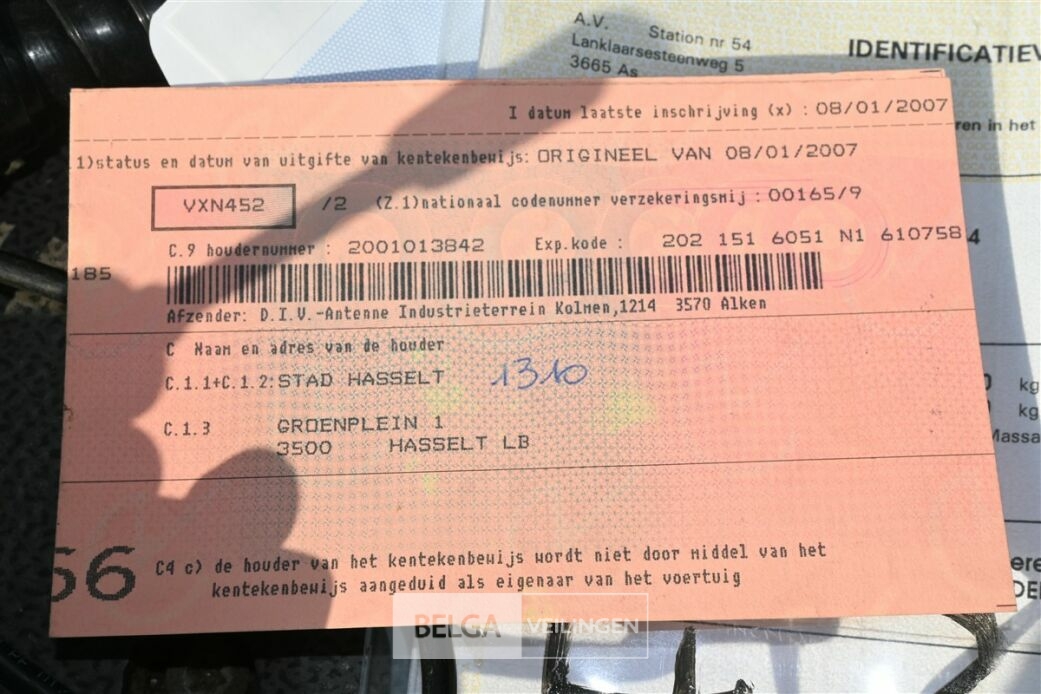 A.V. Station nr 54
Lanklaarsesteenweg 5
3665 As
IDENTIFICATIEV
I datum laatste inschrijving (x) : 08/01/2007
ren in het
1)status en datum van uitgifte van kentekenbewijs: ORIGINEEL VAN 08/01/2007
YXN452 /2 (Z.1)nationaal codenummer verzekeringsmij : 00165/9
C.9 houdernummer : 2001013842 Exp.kode : 202 151 6051 N1 610758 4
185
Afzender: D.I.V.-Antenne Industrieterrein Kolmen,1214 3570 Alken
C Naam en adres van de houder
C.1.1+C.1.2: STAD HASSELT 1310
kg
kg
Massa
C.1.3 GROENPLEIN 1
3500 HASSELT LB
66 C4 c) de houder van het kentekenbewijs wordt niet door middel van het
kentekenbewijs aangeduid als eigenaar van het voertuig
BELGA VEILINGEN